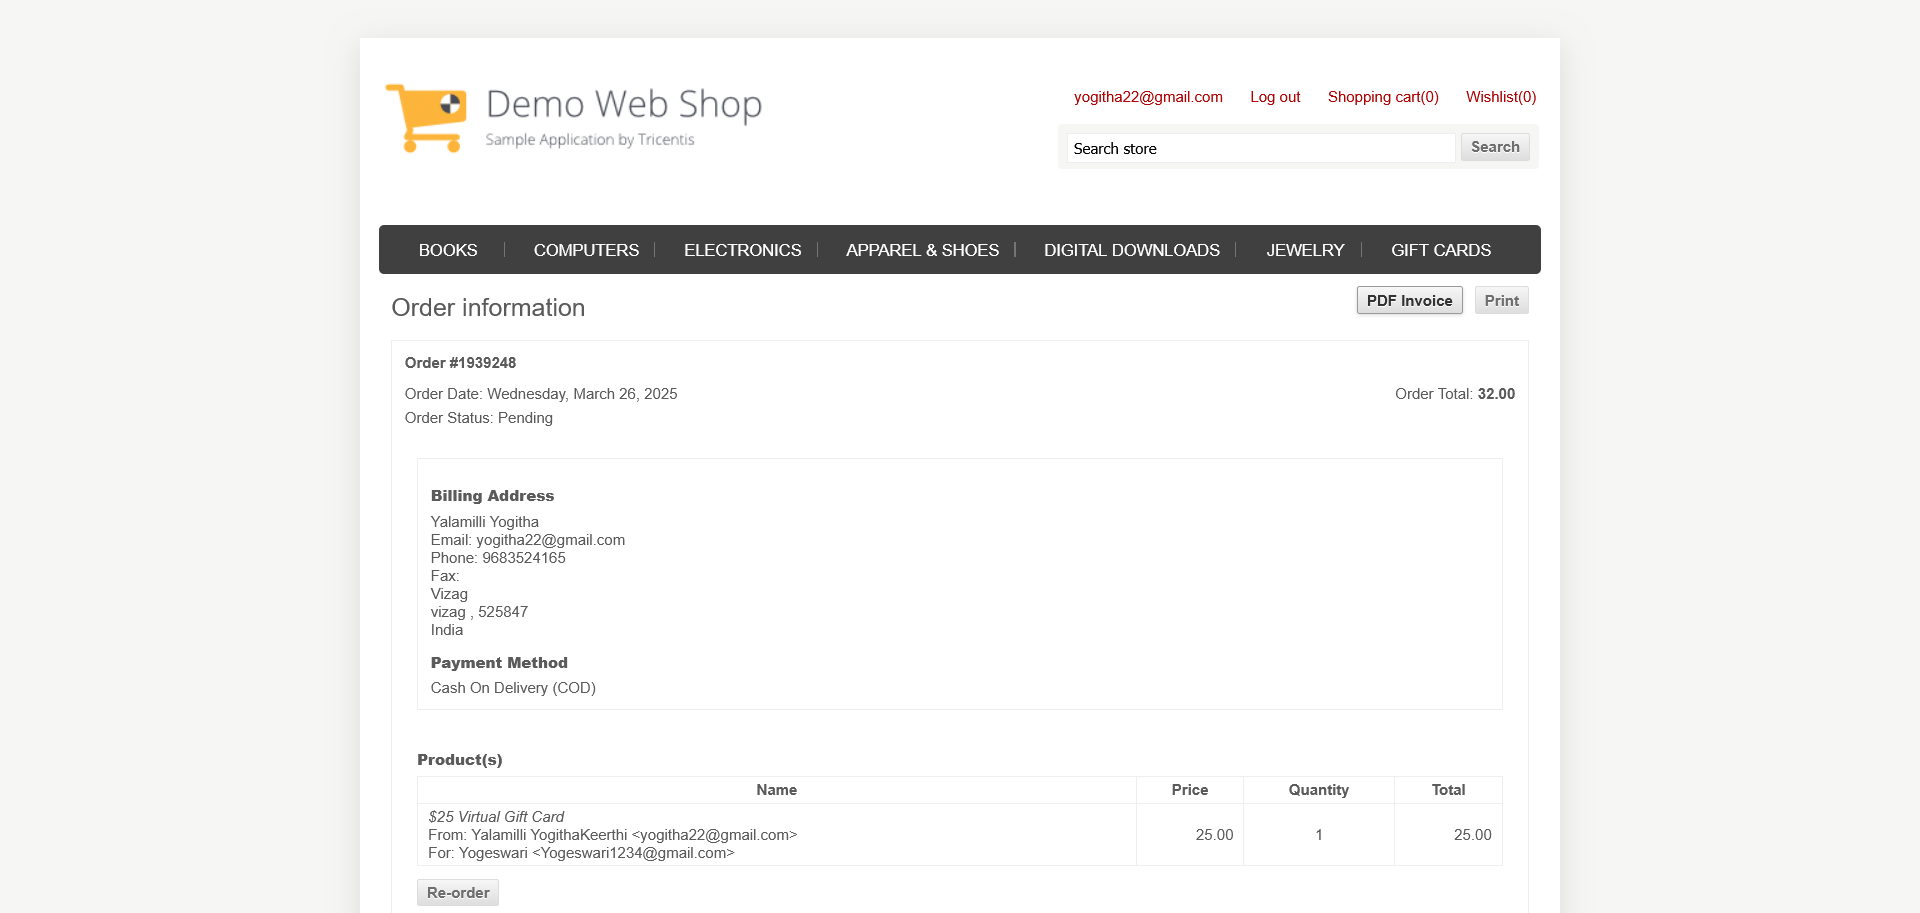 Demo Web Shop
Sample Application by Tricentis
yogitha22@gmail.com Log out Shopping cart(0) Wishlist(0)
Search store Search
BOOKS COMPUTERS ELECTRONICS APPAREL & SHOES DIGITAL DOWNLOADS JEWELRY GIFT CARDS
Order information PDF Invoice Print
Order #1939248
Order Date: Wednesday, March 26, 2025 Order Total: 32.00
Order Status: Pending
Billing Address
Yalamilli Yogitha
Email: yogitha22@gmail.com
Phone: 9683524165
Fax:
Vizag
vizag , 525847
India
Payment Method
Cash On Delivery (COD)
Product(s)
Name Price Quantity Total
$25 Virtual Gift Card
From: Yalamilli YogithaKeerthi <yogitha22@gmail.com> 25.00 1 25.00
For: Yogeswari <Yogeswari1234@gmail.com>
Re-order